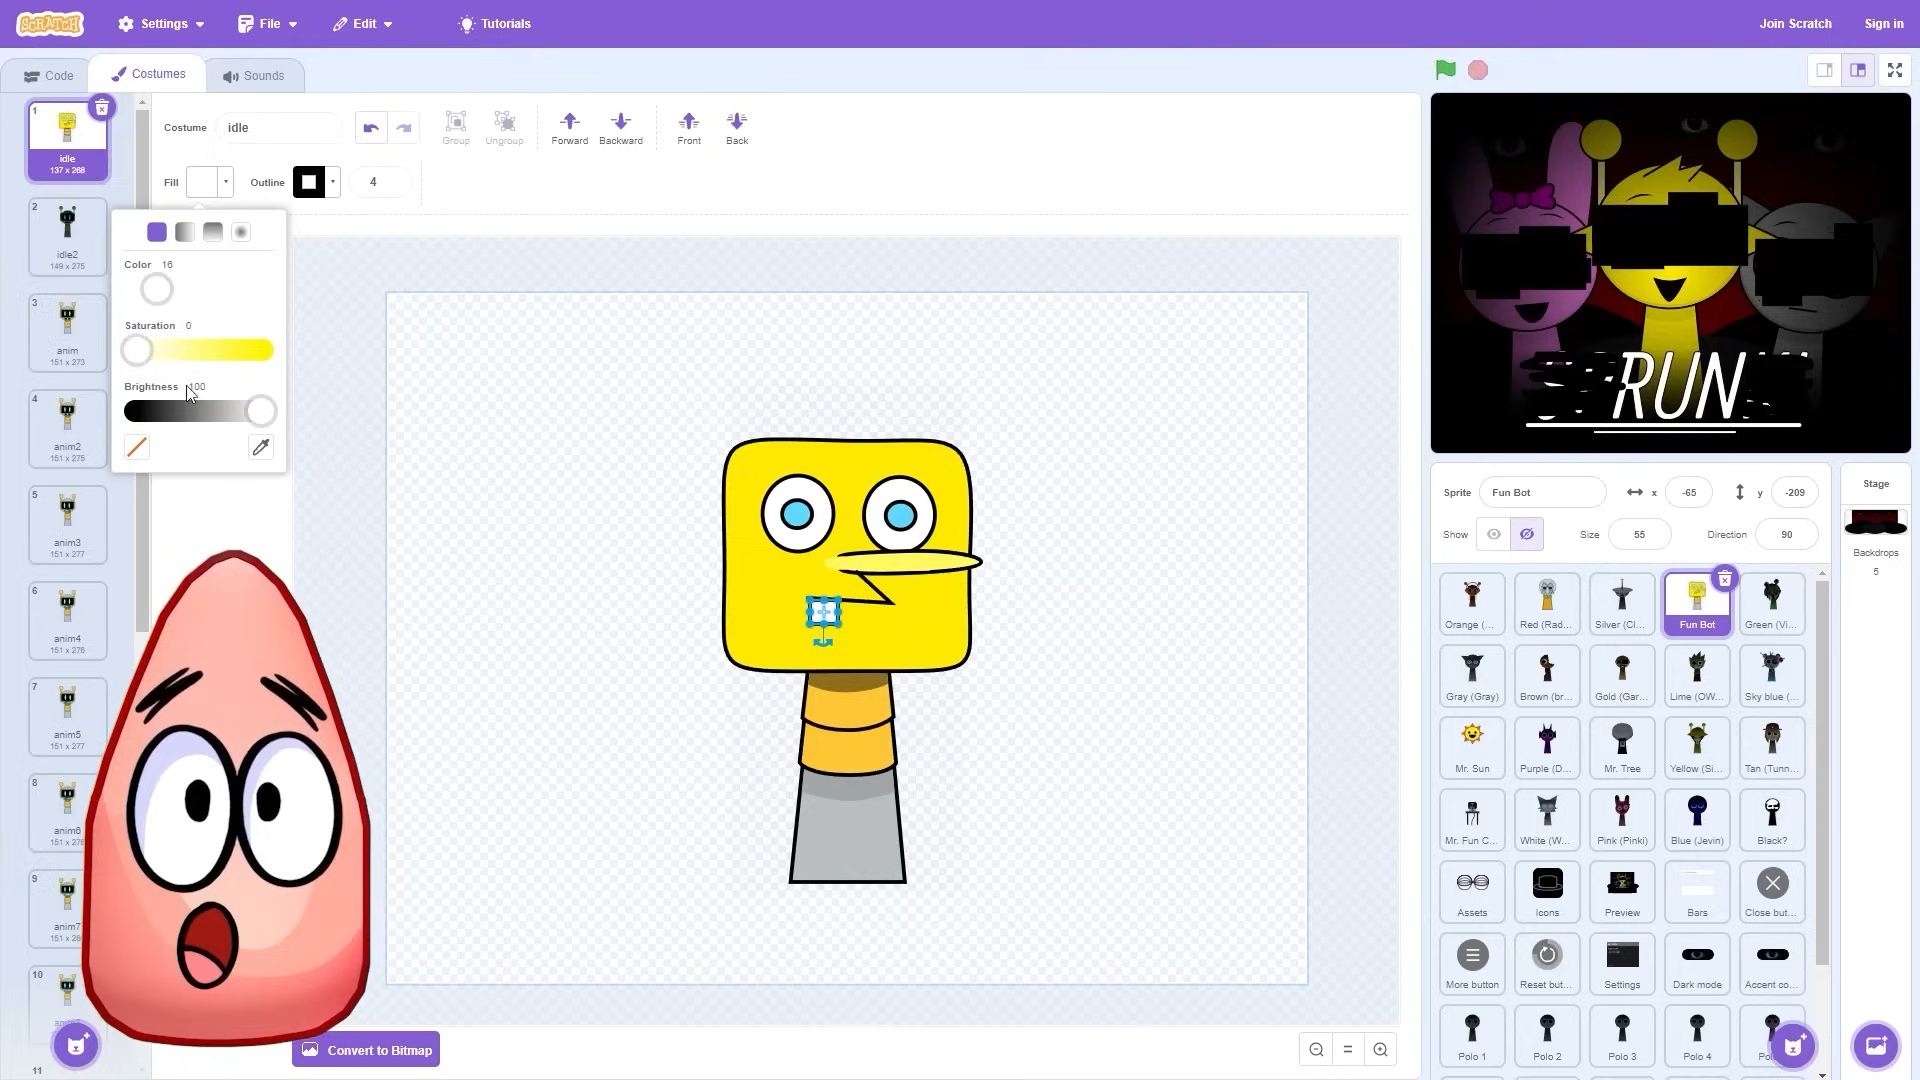 SCRATCH
Settings
File
Edit
Tutorials
Join Scratch
Sign in
Code
Costumes
Sounds
Costume
idle
Group
Ungroup
Forward
Backward
Front
Back
Fill
Outline
4
Color 16
Saturation 0
Brightness 100
1
idle
137 x 268
2
idle2
149 x 275
3
anim
151 x 273
4
anim2
151 x 275
5
anim3
151 x 277
6
anim4
151 x 276
7
anim5
151 x 277
8
anim6
9
anim7
10
11
Convert to Bitmap
RUN
Sprite
Fun Bot
x
-65
y
-209
Show
Size
55
Direction
90
Orange (...
Red (Rad...
Silver (Cl...
Fun Bot
Green (Vi...
Gray (Gray)
Brown (br...
Gold (Gar...
Lime (OW...
Sky blue (...
Mr. Sun
Purple (D...
Mr. Tree
Yellow (Si...
Tan (Tunn...
Mr. Fun C...
White (W...
Pink (Pinki)
Blue (Jevin)
Black?
Assets
Icons
Preview
Bars
Close but...
More button
Reset but...
Settings
Dark mode
Accent co...
Polo 1
Polo 2
Polo 3
Polo 4
Stage
Backdrops
5